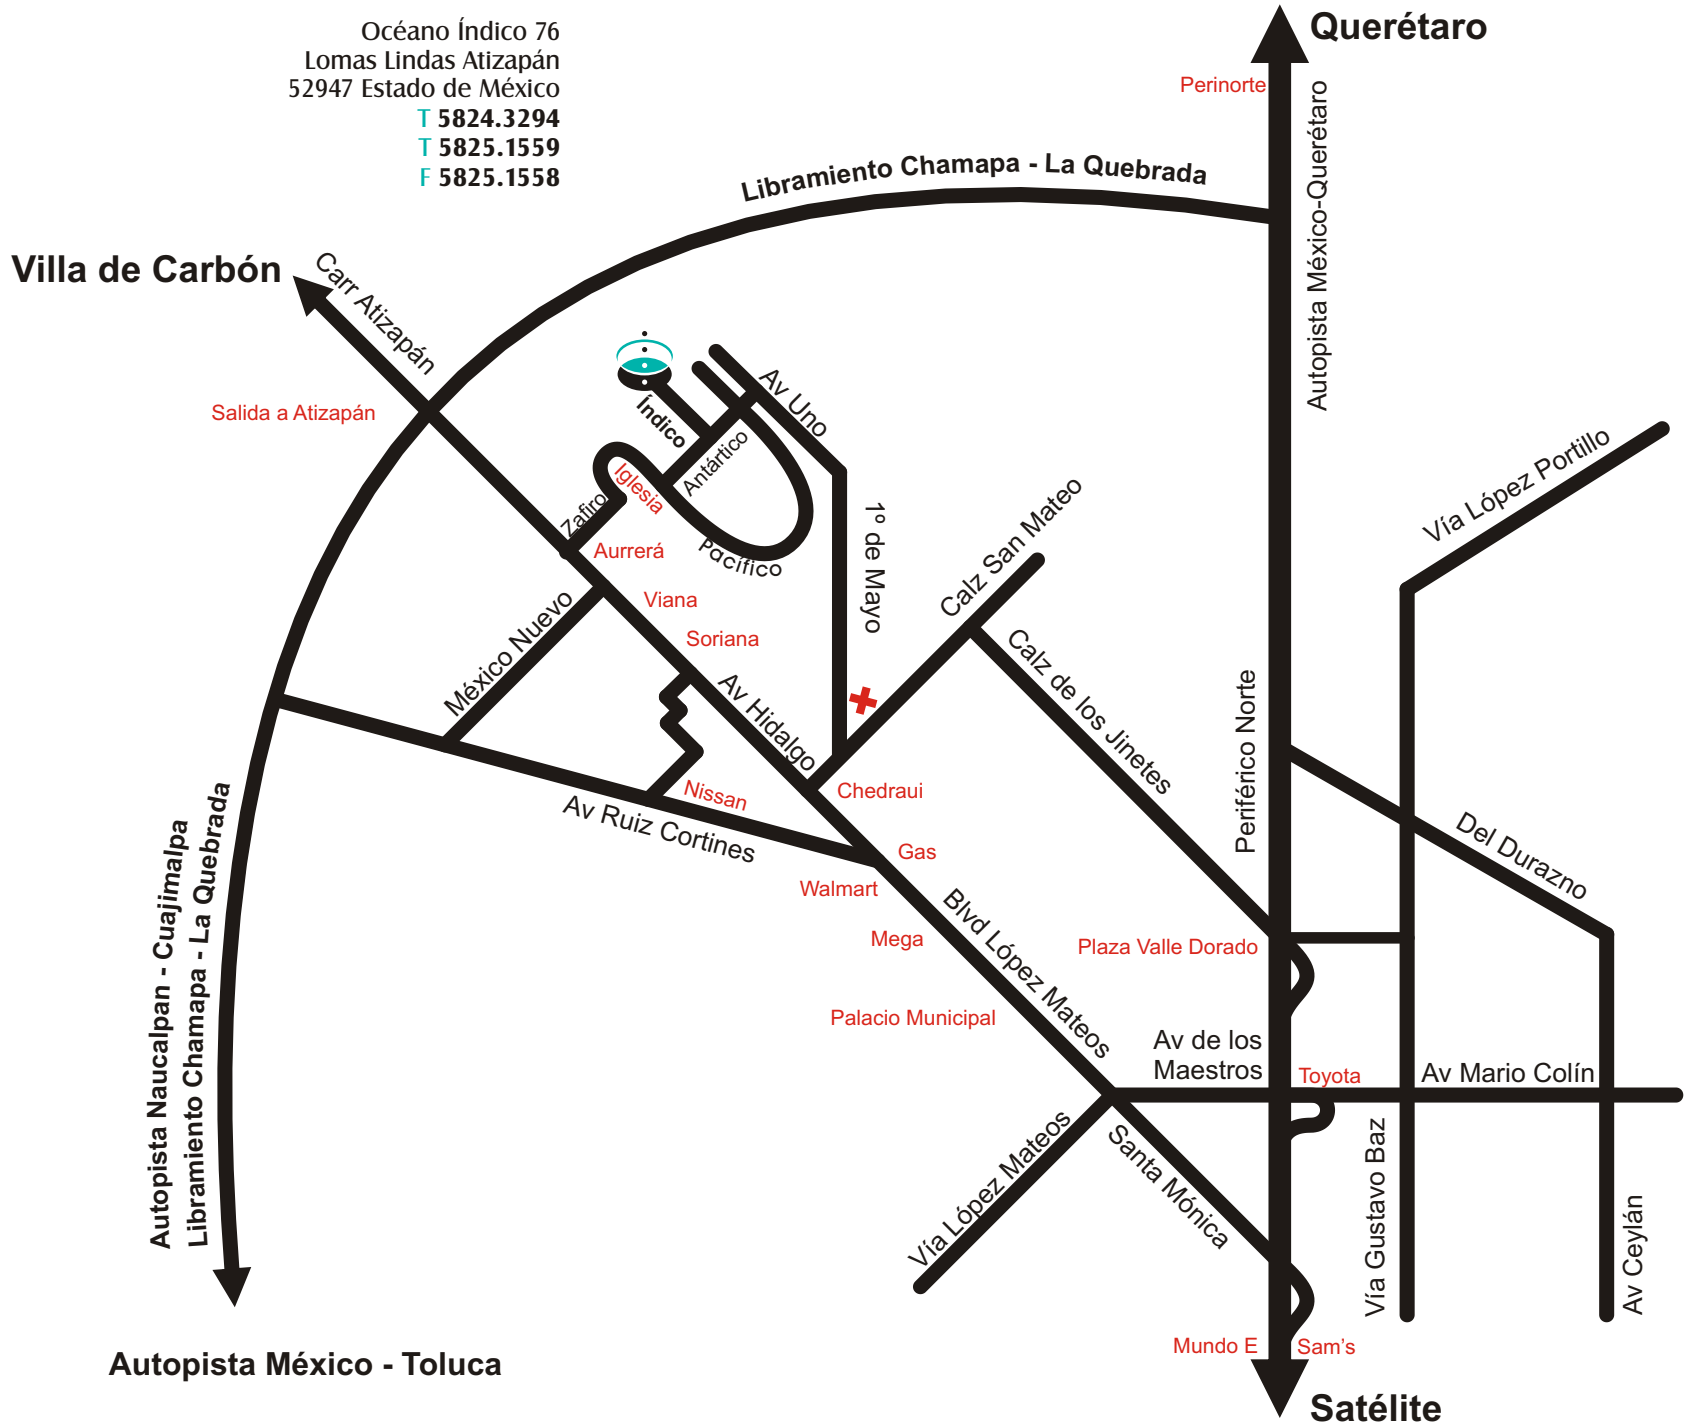 Océano Índico 76
Lomas Lindas Atizapán
52947 Estado de México
T 5824.3294
T 5825.1559
F 5825.1558
Querétaro
Perinorte
Autopista México-Querétaro
Libramiento Chamapa - La Quebrada
Villa de Carbón
Carr Atizapán
Salida a Atizapán
Av Uno
Índico
Antártico
Iglesia
Zafiro
Aurrerá
Pacífico
1º de Mayo
Calz San Mateo
Vía López Portillo
Viana
Soriana
México Nuevo
Av Hidalgo
Calz de los Jinetes
Periférico Norte
Nissan
Chedraui
Av Ruiz Cortines
Gas
Walmart
Del Durazno
Mega
Blvd López Mateos
Plaza Valle Dorado
Palacio Municipal
Autopista Naucalpan - Cuajimalpa
Libramiento Chamapa - La Quebrada
Av de los
Maestros
Toyota
Av Mario Colín
Vía López Mateos
Santa Mónica
Vía Gustavo Baz
Av Ceylán
Mundo E
Sam's
Autopista México - Toluca
Satélite